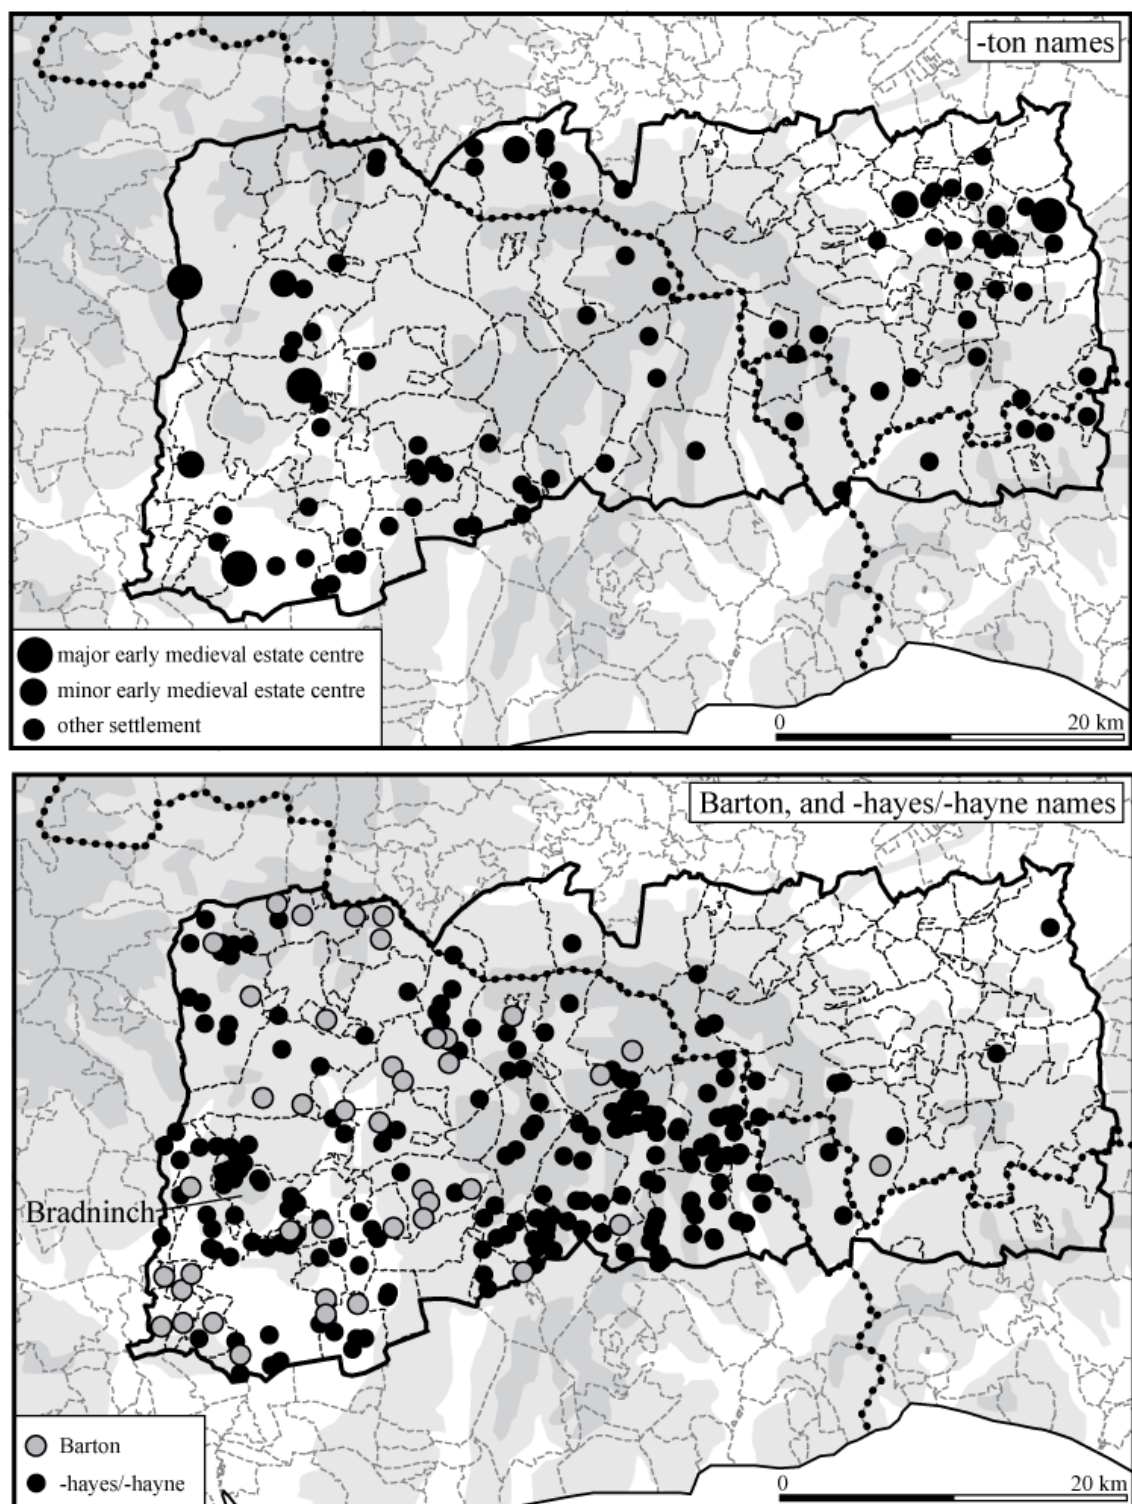 -ton names
major early medieval estate centre
minor early medieval estate centre
other settlement
0 20 km
Barton, and -hayes/-hayne names
Bradninch
Barton
-hayes/-hayne
0 20 km